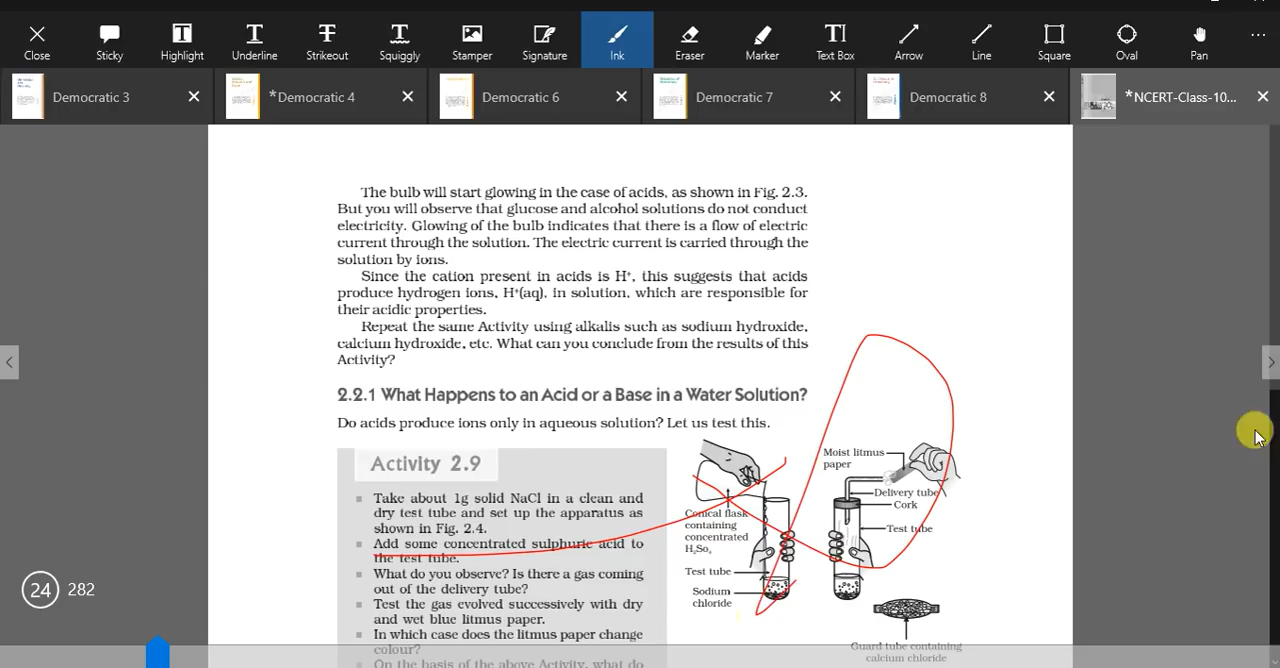 Close
Sticky
Highlight
Underline
Strikeout
Squiggly
Stamper
Signature
Ink
Eraser
Marker
Text Box
Arrow
Line
Square
Oval
Pan
Democratic 3
*Democratic 4
Democratic 6
Democratic 7
Democratic 8
*NCERT-Class-10...
The bulb will start glowing in the case of acids, as shown in Fig. 2.3.
But you will observe that glucose and alcohol solutions do not conduct
electricity. Glowing of the bulb indicates that there is a flow of electric
current through the solution. The electric current is carried through the
solution by ions.
Since the cation present in acids is H⁺, this suggests that acids
produce hydrogen ions, H⁺(aq), in solution, which are responsible for
their acidic properties.
Repeat the same Activity using alkalis such as sodium hydroxide,
calcium hydroxide, etc. What can you conclude from the results of this
Activity?
2.2.1 What Happens to an Acid or a Base in a Water Solution?
Do acids produce ions only in aqueous solution? Let us test this.
Activity 2.9
Take about 1g solid NaCl in a clean and
dry test tube and set up the apparatus as
shown in Fig. 2.4.
Add some concentrated sulphuric acid to
the test tube.
What do you observe? Is there a gas coming
out of the delivery tube?
Test the gas evolved successively with dry
and wet blue litmus paper.
In which case does the litmus paper change
colour?
On the basis of the above Activity, what do
Conical flask
containing
concentrated
H₂So₄
Test tube
Sodium
chloride
Moist litmus
paper
Delivery tube
Cork
Test tube
Guard tube containing
calcium chloride
24
282